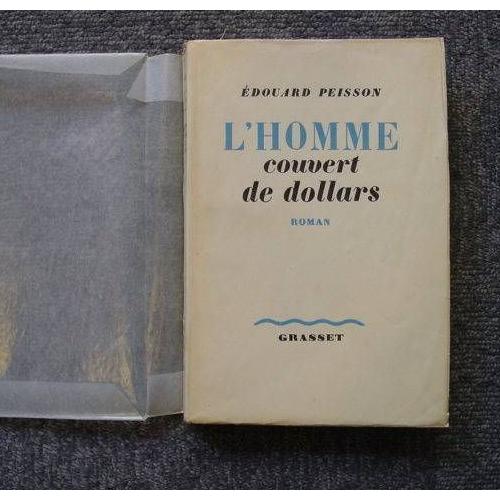 ÉDOUARD PEISSON
L'HOMME
couvert
de dollars
ROMAN
GRASSET